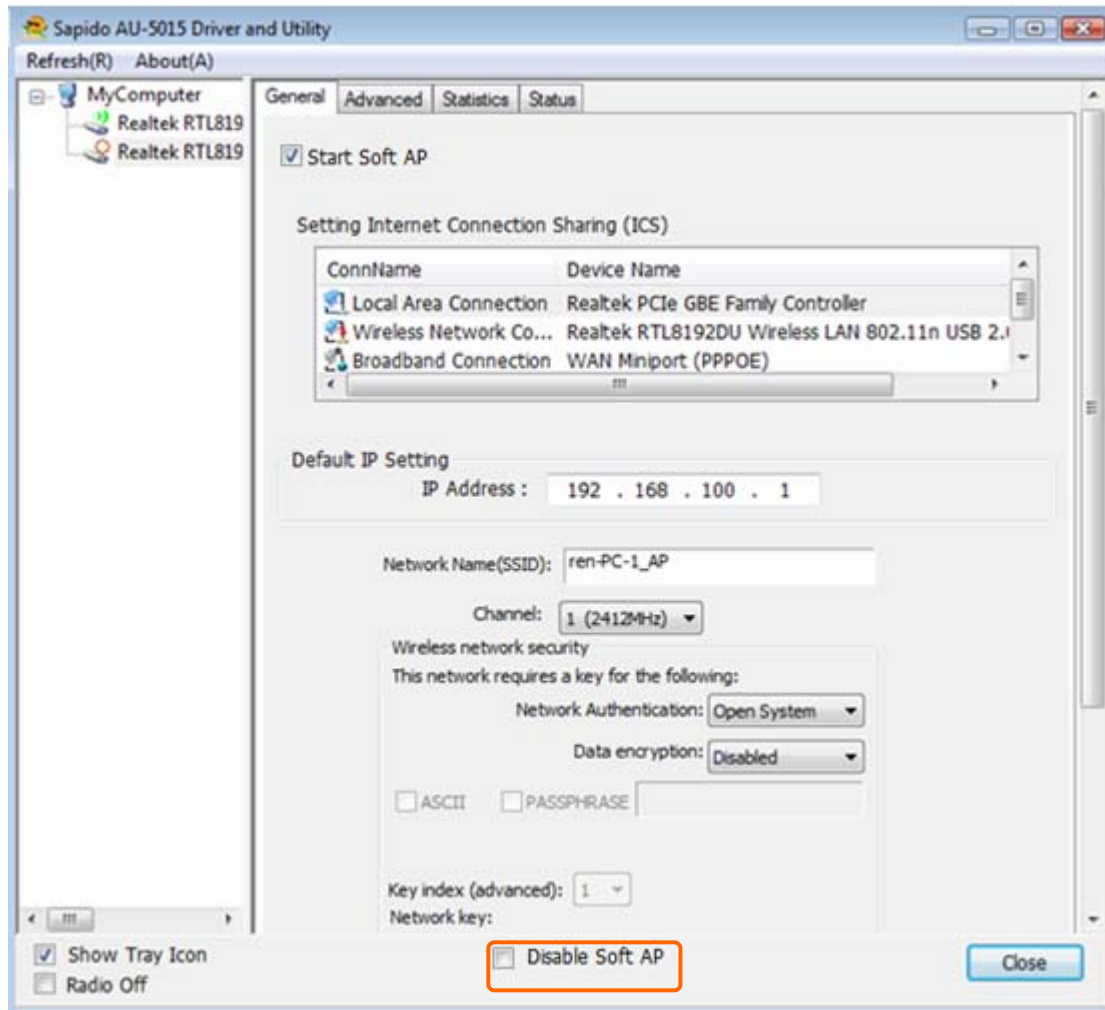 Sapido AU-5015 Driver and Utility
Refresh(R) About(A)
MyComputer
Realtek RTL819
Realtek RTL819
General Advanced Statistics Status
Start Soft AP
Setting Internet Connection Sharing (ICS)
ConnName Device Name
Local Area Connection Realtek PCIe GBE Family Controller
Wireless Network Co... Realtek RTL8192DU Wireless LAN 802.11n USB 2.
Broadband Connection WAN Miniport (PPPOE)
Default IP Setting
IP Address : 192 . 168 . 100 . 1
Network Name(SSID): ren-PC-1_AP
Channel: 1 (2412MHz)
Wireless network security
This network requires a key for the following:
Network Authentication: Open System
Data encryption: Disabled
ASCII PASSPHRASE
Key index (advanced): 1
Network key:
Show Tray Icon
Radio Off
Disable Soft AP
Close